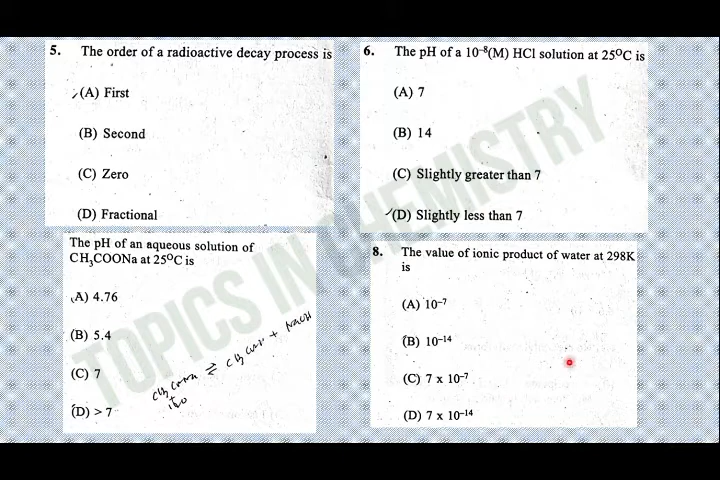 5. The order of a radioactive decay process is
(A) First
(B) Second
(C) Zero
(D) Fractional
6. The pH of a 10⁻⁸(M) HCl solution at 25⁰C is
(A) 7
(B) 14
(C) Slightly greater than 7
(D) Slightly less than 7
The pH of an aqueous solution of
CH₃COONa at 25⁰C is
(A) 4.76
(B) 5.4
(C) 7
(D) > 7
CH₃COONa ⇌ CH₃COOH + NaOH
+
H₂O
8. The value of ionic product of water at 298K
is
(A) 10⁻⁷
(B) 10⁻¹⁴
(C) 7 x 10⁻⁷
(D) 7 x 10⁻¹⁴
TOPICS IN CHEMISTRY